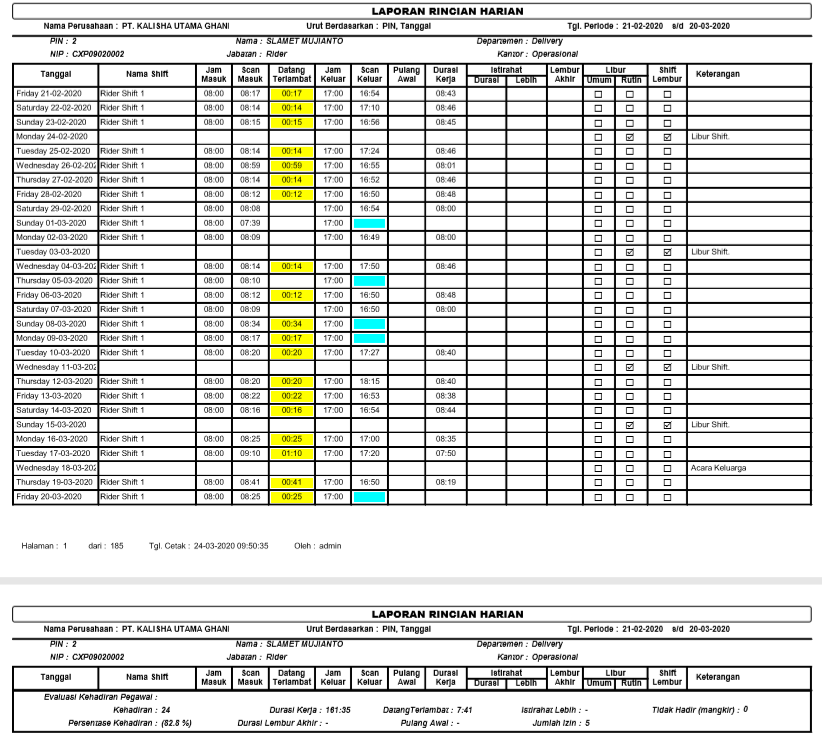 LAPORAN RINCIAN HARIAN
Nama Perusahaan : PT. KALISHA UTAMA GHANI Urut Berdasarkan : PIN, Tanggal Tgl. Periode : 21-02-2020 s/d 20-03-2020
PIN : 2 Nama : SLAMET MUJIANTO Departemen : Delivery
NIP : CXP09020002 Jabatan : Rider Kantor : Operasional
Tanggal Nama Shift Jam Masuk Scan Masuk Datang Terlambat Jam Keluar Scan Keluar Pulang Awal Durasi Kerja Istirahat Durasi Lebih Lembur Akhir Libur Umum Rutin Shift Lembur Keterangan
Friday 21-02-2020 Rider Shift 1 08:00 08:17 00:17 17:00 16:54 08:43 ☐ ☐ ☐
Saturday 22-02-2020 Rider Shift 1 08:00 08:14 00:14 17:00 17:10 08:46 ☐ ☐ ☐
Sunday 23-02-2020 Rider Shift 1 08:00 08:15 00:15 17:00 16:56 08:45 ☐ ☐ ☐
Monday 24-02-2020 ☐ ☑ ☑ Libur Shift.
Tuesday 25-02-2020 Rider Shift 1 08:00 08:14 00:14 17:00 17:24 08:46 ☐ ☐ ☐
Wednesday 26-02-202 Rider Shift 1 08:00 08:59 00:59 17:00 16:55 08:01 ☐ ☐ ☐
Thursday 27-02-2020 Rider Shift 1 08:00 08:14 00:14 17:00 16:52 08:46 ☐ ☐ ☐
Friday 28-02-2020 Rider Shift 1 08:00 08:12 00:12 17:00 16:50 08:48 ☐ ☐ ☐
Saturday 29-02-2020 Rider Shift 1 08:00 08:08 17:00 16:54 08:00 ☐ ☐ ☐
Sunday 01-03-2020 Rider Shift 1 08:00 07:39 17:00 ☐ ☐ ☐
Monday 02-03-2020 Rider Shift 1 08:00 08:09 17:00 16:49 08:00 ☐ ☐ ☐
Tuesday 03-03-2020 ☐ ☑ ☑ Libur Shift.
Wednesday 04-03-202 Rider Shift 1 08:00 08:14 00:14 17:00 17:50 08:46 ☐ ☐ ☐
Thursday 05-03-2020 Rider Shift 1 08:00 08:10 17:00 ☐ ☐ ☐
Friday 06-03-2020 Rider Shift 1 08:00 08:12 00:12 17:00 16:50 08:48 ☐ ☐ ☐
Saturday 07-03-2020 Rider Shift 1 08:00 08:09 17:00 16:50 08:00 ☐ ☐ ☐
Sunday 08-03-2020 Rider Shift 1 08:00 08:34 00:34 17:00 ☐ ☐ ☐
Monday 09-03-2020 Rider Shift 1 08:00 08:17 00:17 17:00 ☐ ☐ ☐
Tuesday 10-03-2020 Rider Shift 1 08:00 08:20 00:20 17:00 17:27 08:40 ☐ ☐ ☐
Wednesday 11-03-202 ☐ ☑ ☑ Libur Shift.
Thursday 12-03-2020 Rider Shift 1 08:00 08:20 00:20 17:00 18:15 08:40 ☐ ☐ ☐
Friday 13-03-2020 Rider Shift 1 08:00 08:22 00:22 17:00 16:53 08:38 ☐ ☐ ☐
Saturday 14-03-2020 Rider Shift 1 08:00 08:16 00:16 17:00 16:54 08:44 ☐ ☐ ☐
Sunday 15-03-2020 ☐ ☑ ☑ Libur Shift.
Monday 16-03-2020 Rider Shift 1 08:00 08:25 00:25 17:00 17:00 08:35 ☐ ☐ ☐
Tuesday 17-03-2020 Rider Shift 1 08:00 09:10 01:10 17:00 17:20 07:50 ☐ ☐ ☐
Wednesday 18-03-202 ☐ ☐ ☐ Acara Keluarga
Thursday 19-03-2020 Rider Shift 1 08:00 08:41 00:41 17:00 16:50 08:19 ☐ ☐ ☐
Friday 20-03-2020 Rider Shift 1 08:00 08:25 00:25 17:00 ☐ ☐ ☐
Halaman : 1 dari : 185 Tgl. Cetak : 24-03-2020 09:50:35 Oleh : admin
LAPORAN RINCIAN HARIAN
Nama Perusahaan : PT. KALISHA UTAMA GHANI Urut Berdasarkan : PIN, Tanggal Tgl. Periode : 21-02-2020 s/d 20-03-2020
PIN : 2 Nama : SLAMET MUJIANTO Departemen : Delivery
NIP : CXP09020002 Jabatan : Rider Kantor : Operasional
Tanggal Nama Shift Jam Masuk Scan Masuk Datang Terlambat Jam Keluar Scan Keluar Pulang Awal Durasi Kerja Istirahat Durasi Lebih Lembur Akhir Libur Umum Rutin Shift Lembur Keterangan
Evaluasi Kehadiran Pegawai :
Kehadiran : 24 Durasi Kerja : 161:35 DatangTerlambat : 7:41 Istirahat Lebih : - Tidak Hadir (mangkir) : 0
Persentase Kehadiran : (82.8 %) Durasi Lembur Akhir : - Pulang Awal : - Jumlah Izin : 5